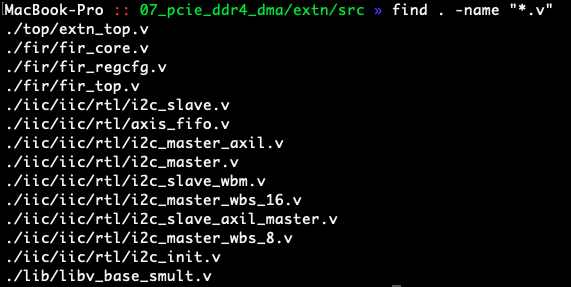 MacBook-Pro :: 07_pcie_ddr4_dma/extn/src » find . -name "*.v"
./top/extn_top.v
./fir/fir_core.v
./fir/fir_regcfg.v
./fir/fir_top.v
./iic/iic/rtl/i2c_slave.v
./iic/iic/rtl/axis_fifo.v
./iic/iic/rtl/i2c_master_axil.v
./iic/iic/rtl/i2c_master.v
./iic/iic/rtl/i2c_slave_wbm.v
./iic/iic/rtl/i2c_master_wbs_16.v
./iic/iic/rtl/i2c_slave_axil_master.v
./iic/iic/rtl/i2c_master_wbs_8.v
./iic/iic/rtl/i2c_init.v
./lib/libv_base_smult.v